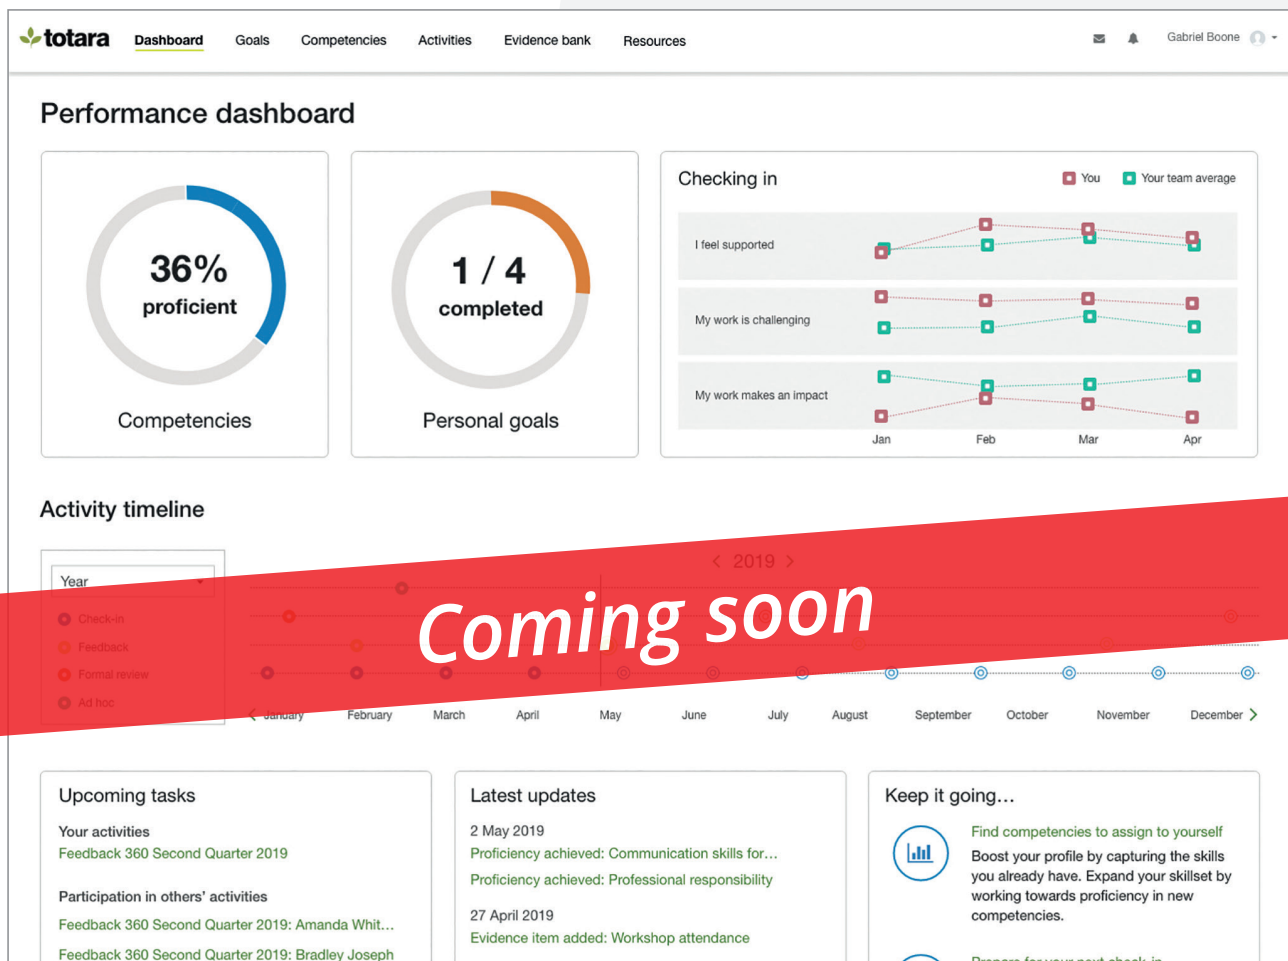 totara Dashboard Goals Competencies Activities Evidence bank Resources Gabriel Boone
Performance dashboard
36%
proficient
Competencies
1 / 4
completed
Personal goals
Checking in You Your team average
I feel supported
My work is challenging
My work makes an impact
Jan Feb Mar Apr
Activity timeline
< 2019 >
Year
Check-in
Feedback
Formal review
Ad hoc
Coming soon
January February March April May June July August September October November December
Upcoming tasks
Your activities
Feedback 360 Second Quarter 2019
Participation in others' activities
Feedback 360 Second Quarter 2019: Amanda Whit...
Feedback 360 Second Quarter 2019: Bradley Joseph
Latest updates
2 May 2019
Proficiency achieved: Communication skills for...
Proficiency achieved: Professional responsibility
27 April 2019
Evidence item added: Workshop attendance
Keep it going...
Find competencies to assign to yourself
Boost your profile by capturing the skills
you already have. Expand your skillset by
working towards proficiency in new
competencies.
Prepare for your next check-in